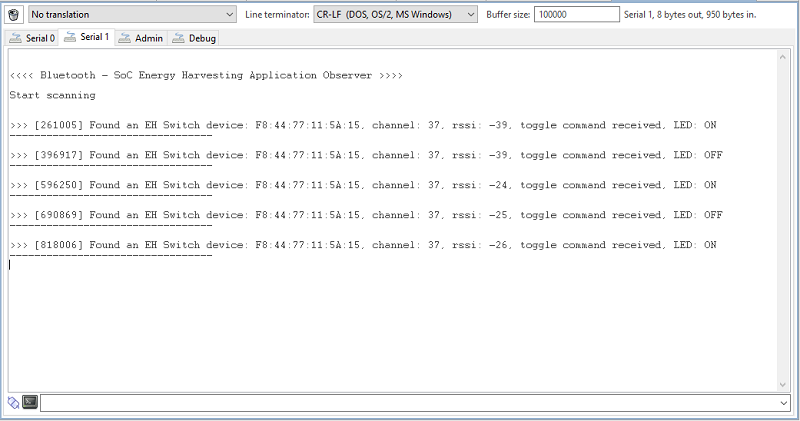 No translation Line terminator: CR-LF (DOS, OS/2, MS Windows) Buffer size: 100000 Serial 1, 8 bytes out, 950 bytes in.
Serial 0 Serial 1 Admin Debug
<<<< Bluetooth - SoC Energy Harvesting Application Observer >>>>
Start scanning
>>> [261005] Found an EH Switch device: F8:44:77:11:5A:15, channel: 37, rssi: -39, toggle command received, LED: ON
----------------------------------
>>> [396917] Found an EH Switch device: F8:44:77:11:5A:15, channel: 37, rssi: -39, toggle command received, LED: OFF
----------------------------------
>>> [596250] Found an EH Switch device: F8:44:77:11:5A:15, channel: 37, rssi: -24, toggle command received, LED: ON
----------------------------------
>>> [690869] Found an EH Switch device: F8:44:77:11:5A:15, channel: 37, rssi: -25, toggle command received, LED: OFF
----------------------------------
>>> [818006] Found an EH Switch device: F8:44:77:11:5A:15, channel: 37, rssi: -26, toggle command received, LED: ON
----------------------------------